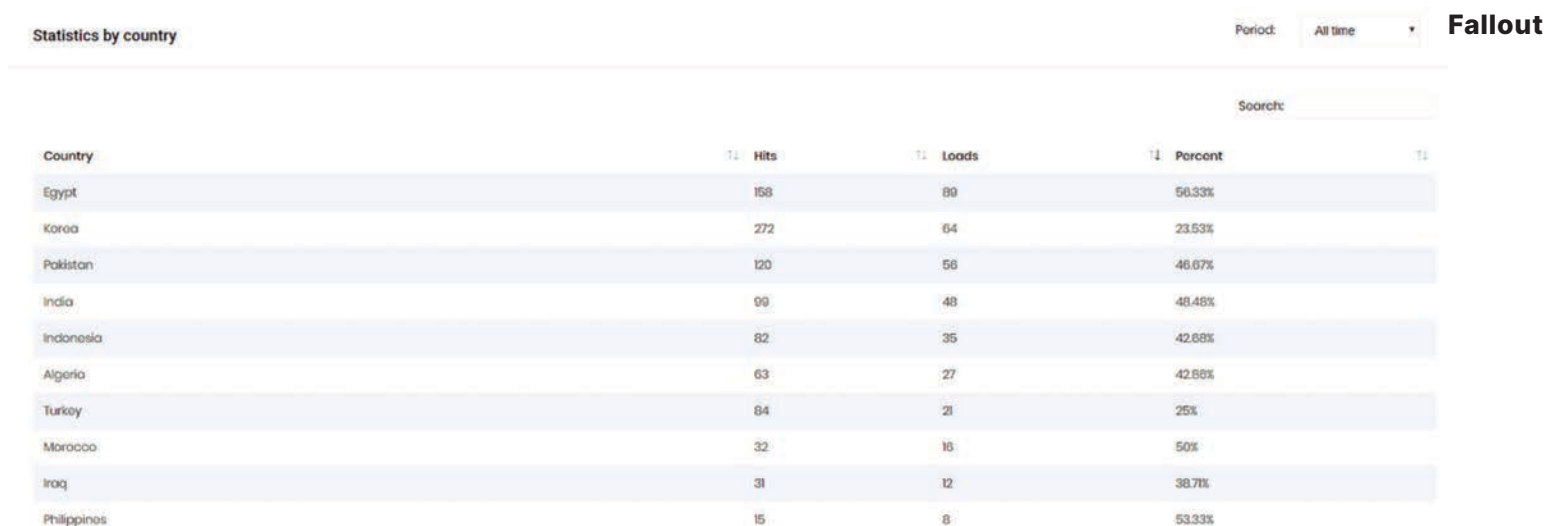 Statistics by country Period: All time Fallout
Search:
Country Hits Loads Percent
Egypt 158 89 56.33%
Korea 272 64 23.53%
Pakistan 120 56 46.67%
India 99 48 48.48%
Indonesia 82 35 42.68%
Algeria 63 27 42.86%
Turkey 84 21 25%
Morocco 32 16 50%
Iraq 31 12 38.71%
Philippines 15 8 53.33%